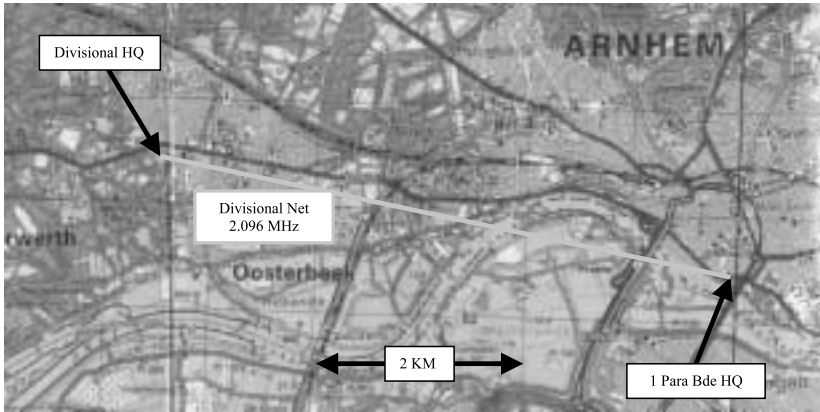 Divisional HQ
ARNHEM
Divisional Net
2.096 MHz
rwerth
Oosterbeek
2 KM
1 Para Bde HQ